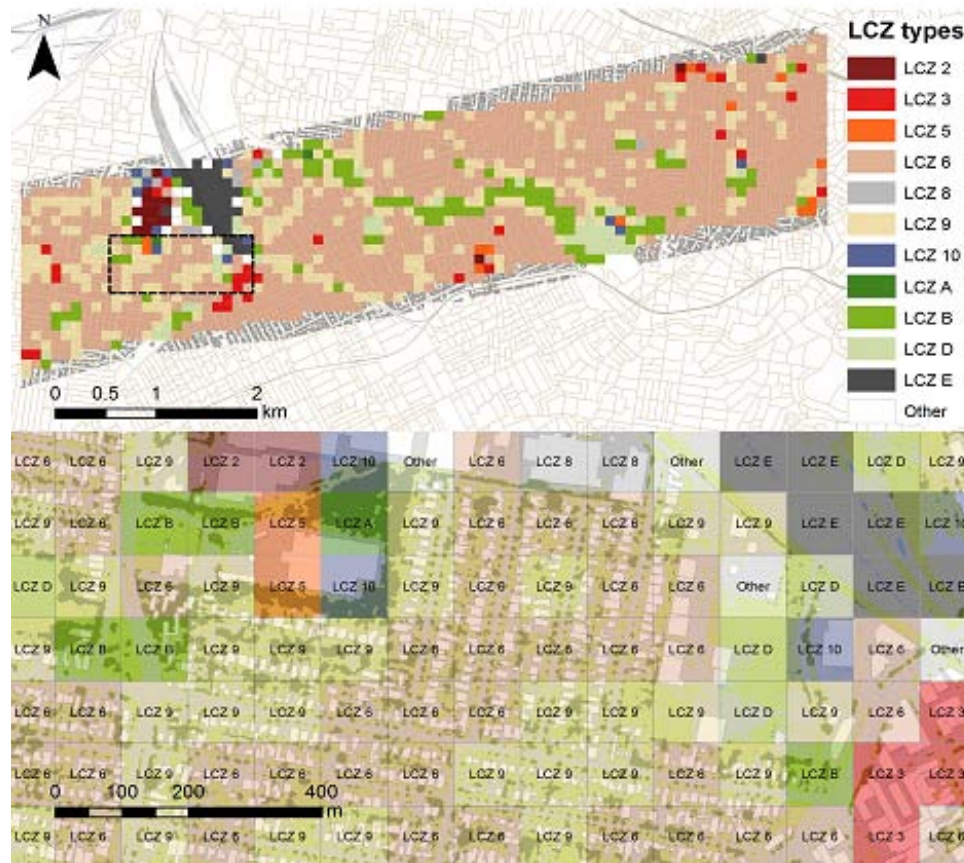 N
LCZ types
LCZ 2
LCZ 3
LCZ 5
LCZ 6
LCZ 8
LCZ 9
LCZ 10
LCZ A
LCZ B
LCZ D
LCZ E
Other
0 0.5 1 2
km
LCZ 6 LCZ 6 LCZ 9 LCZ 2 LCZ 2 LCZ 10 Other LCZ 6 LCZ 8 LCZ 8 Other LCZ E LCZ E LCZ D LCZ 9
LCZ 9 LCZ 6 LCZ B LCZ B LCZ 5 LCZ A LCZ 9 LCZ 6 LCZ 6 LCZ 6 LCZ 9 LCZ 9 LCZ E LCZ E LCZ 10
LCZ D LCZ 9 LCZ 6 LCZ 9 LCZ 5 LCZ 10 LCZ 9 LCZ 6 LCZ 9 LCZ 6 LCZ 6 Other LCZ D LCZ E LCZ E
LCZ 9 LCZ B LCZ B LCZ 9 LCZ 9 LCZ 9 LCZ 6 LCZ 6 LCZ 6 LCZ 6 LCZ 6 LCZ D LCZ 10 LCZ 6 Other
LCZ 6 LCZ 6 LCZ 9 LCZ 9 LCZ 9 LCZ 6 LCZ 6 LCZ 9 LCZ 9 LCZ 6 LCZ 9 LCZ D LCZ 9 LCZ 6 LCZ 3
LCZ 6 LCZ 6 LCZ 9 LCZ 6 LCZ 9 LCZ 6 LCZ 6 LCZ 9 LCZ 9 LCZ 6 LCZ 6 LCZ 9 LCZ B LCZ 3 LCZ 3
0 100 200 400
m
LCZ 9 LCZ 9 LCZ 6 LCZ 6 LCZ 6 LCZ 9 LCZ 6 LCZ 9 LCZ 6 LCZ 6 LCZ 6 LCZ 6 LCZ 6 LCZ 3 LCZ 6